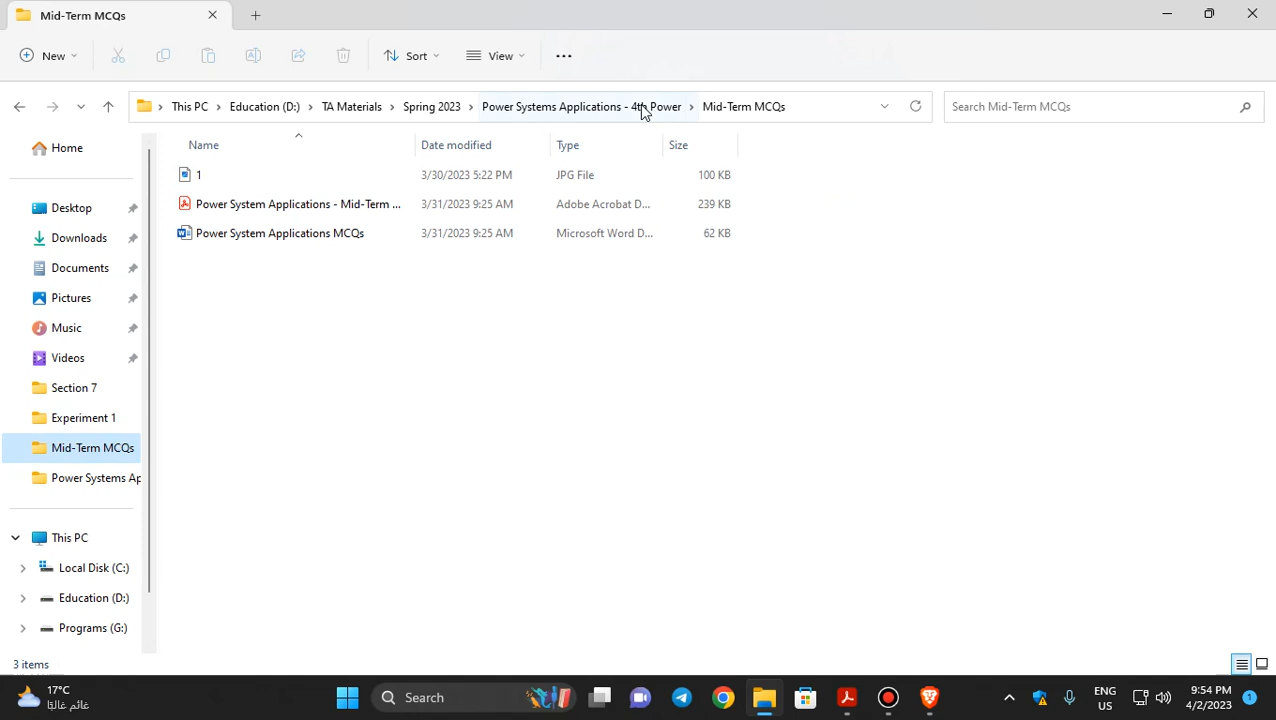 Mid-Term MCQs
New
Sort
View
This PC
Education (D:)
TA Materials
Spring 2023
Power Systems Applications - 4th Power
Mid-Term MCQs
Search Mid-Term MCQs
Name
Date modified
Type
Size
1
3/30/2023 5:22 PM
JPG File
100 KB
Power System Applications - Mid-Term ...
3/31/2023 9:25 AM
Adobe Acrobat D...
239 KB
Power System Applications MCQs
3/31/2023 9:25 AM
Microsoft Word D...
62 KB
Home
Desktop
Downloads
Documents
Pictures
Music
Videos
Section 7
Experiment 1
Mid-Term MCQs
Power Systems Ap
This PC
Local Disk (C:)
Education (D:)
Programs (G:)
3 items
17°C
غائم غالبًا
Search
ENG
US
9:54 PM
4/2/2023
1